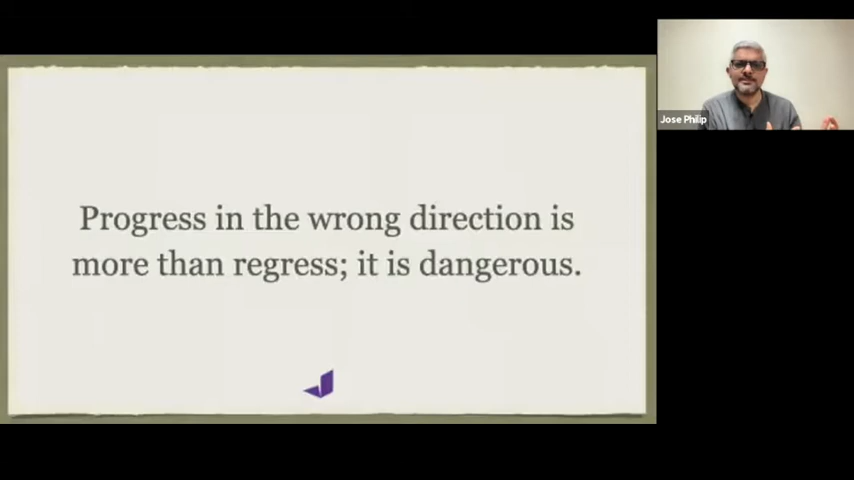 Progress in the wrong direction is
more than regress; it is dangerous.
Jose Philip